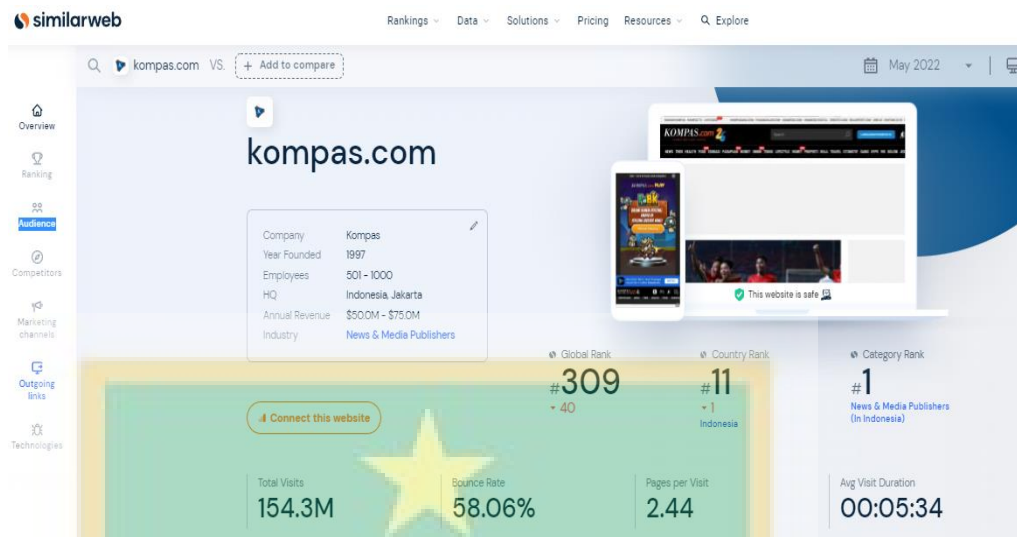 similarweb
Rankings Data Solutions Pricing Resources Explore
kompas.com VS. + Add to compare May 2022
Overview
Ranking
Audience
Competitors
Marketing
channels
Outgoing
links
Technologies
kompas.com
Company Kompas
Year Founded 1997
Employees 501 - 1000
HQ Indonesia, Jakarta
Annual Revenue $50.0M - $75.0M
Industry News & Media Publishers
KOMPAS.com
This website is safe
Connect this website
Global Rank
#309
40
Country Rank
#11
1
Indonesia
Category Rank
#1
News & Media Publishers
(In Indonesia)
Total Visits
154.3M
Bounce Rate
58.06%
Pages per Visit
2.44
Avg Visit Duration
00:05:34